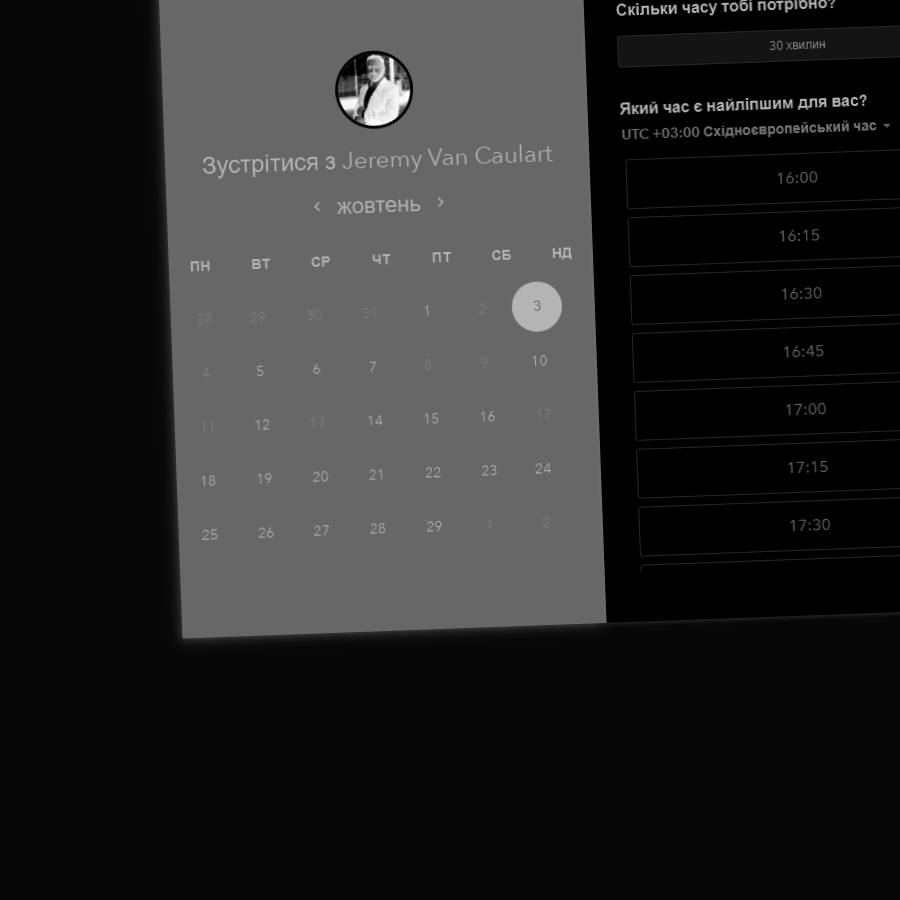 Зустрітися з Jeremy Van Caulart
жовтень
ПН ВТ СР ЧТ ПТ СБ НД
28 29 30 31 1 2 3
4 5 6 7 8 9 10
11 12 13 14 15 16 17
18 19 20 21 22 23 24
25 26 27 28 29 1 2
Скільки часу тобі потрібно?
30 хвилин
Який час є найліпшим для вас?
UTC +03:00 Східноєвропейський час
16:00
16:15
16:30
16:45
17:00
17:15
17:30